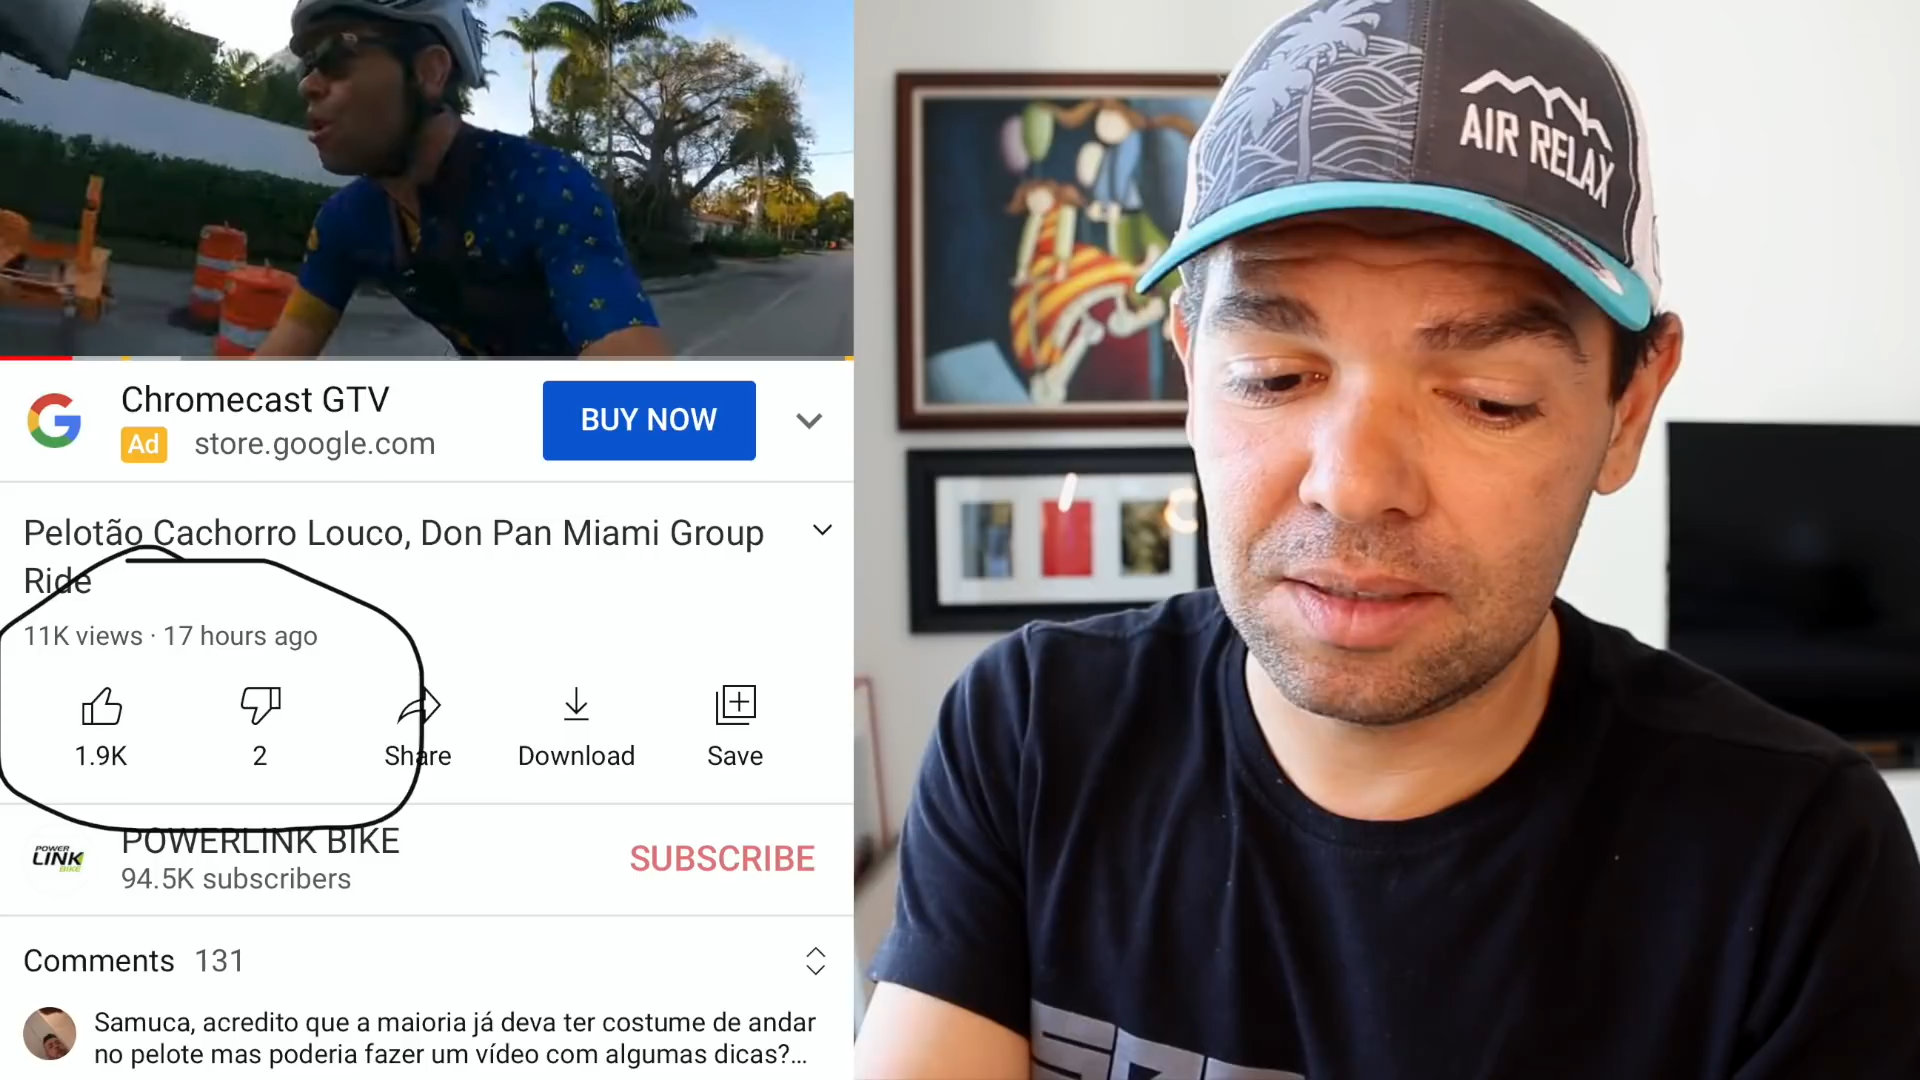 Chromecast GTV
Ad store.google.com
BUY NOW
Pelotão Cachorro Louco, Don Pan Miami Group
Ride
11K views · 17 hours ago
1.9K
2
Share
Download
Save
POWER
LINK
BIKE
POWERLINK BIKE
94.5K subscribers
SUBSCRIBE
Comments 131
Samuca, acredito que a maioria já deva ter costume de andar
no pelote mas poderia fazer um vídeo com algumas dicas?...
AIR RELAX